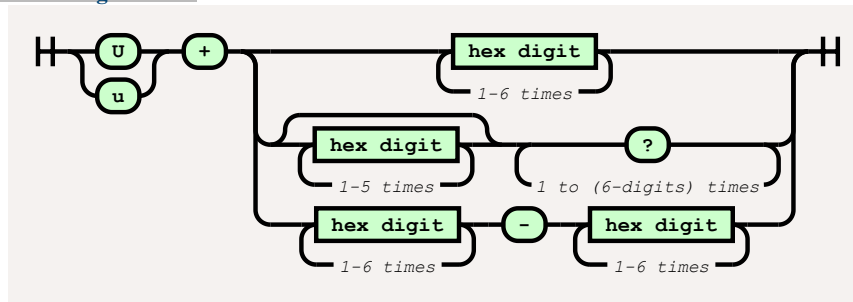 U + hex digit
u
1-6 times
hex digit ?
1-5 times 1 to (6-digits) times
hex digit - hex digit
1-6 times 1-6 times